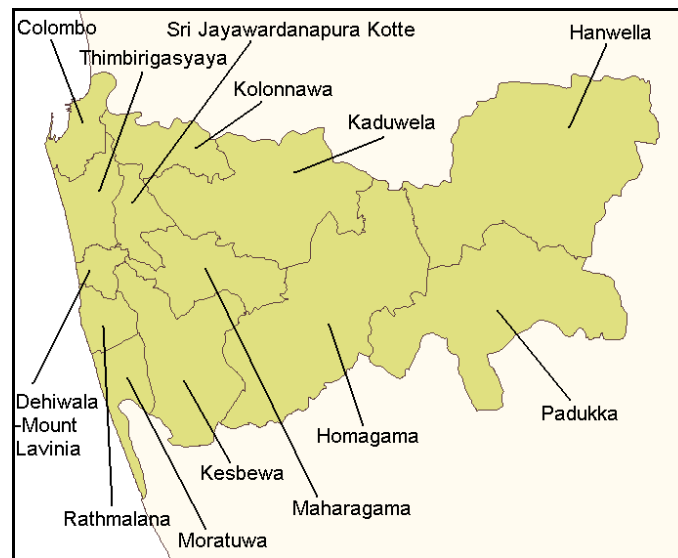 Colombo
Sri Jayawardanapura Kotte
Hanwella
Thimbirigasyaya
Kolonnawa
Kaduwela
Dehiwala
-Mount
Lavinia
Padukka
Homagama
Kesbewa
Maharagama
Rathmalana
Moratuwa